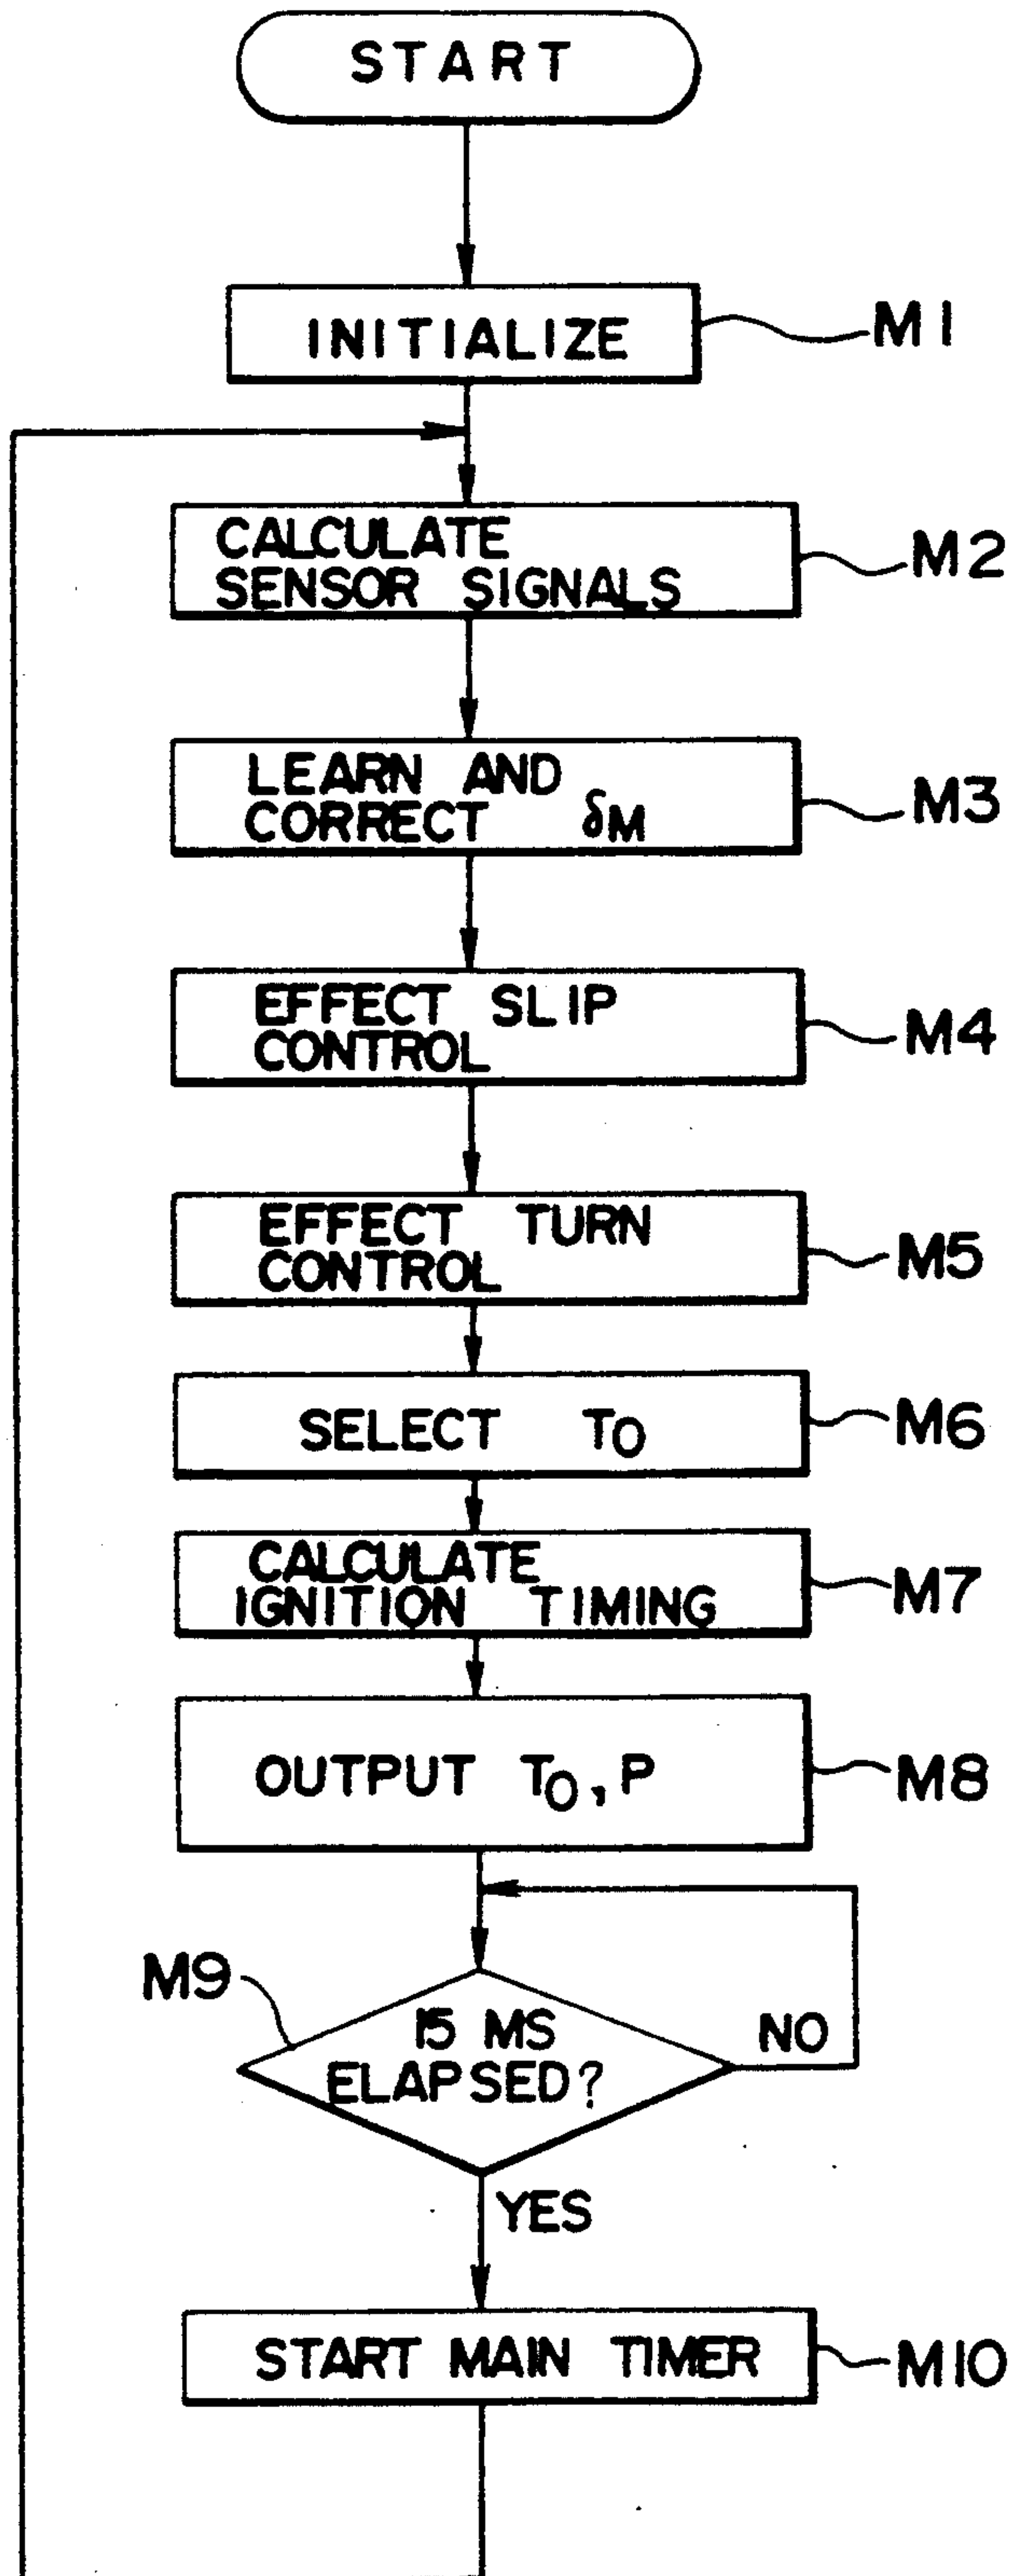 START
INITIALIZE
M1
CALCULATE
SENSOR SIGNALS
M2
LEARN AND
CORRECT δM
M3
EFFECT SLIP
CONTROL
M4
EFFECT TURN
CONTROL
M5
SELECT TO
M6
CALCULATE
IGNITION TIMING
M7
OUTPUT TO, P
M8
M9
15 MS
ELAPSED?
NO
YES
START MAIN TIMER
M10